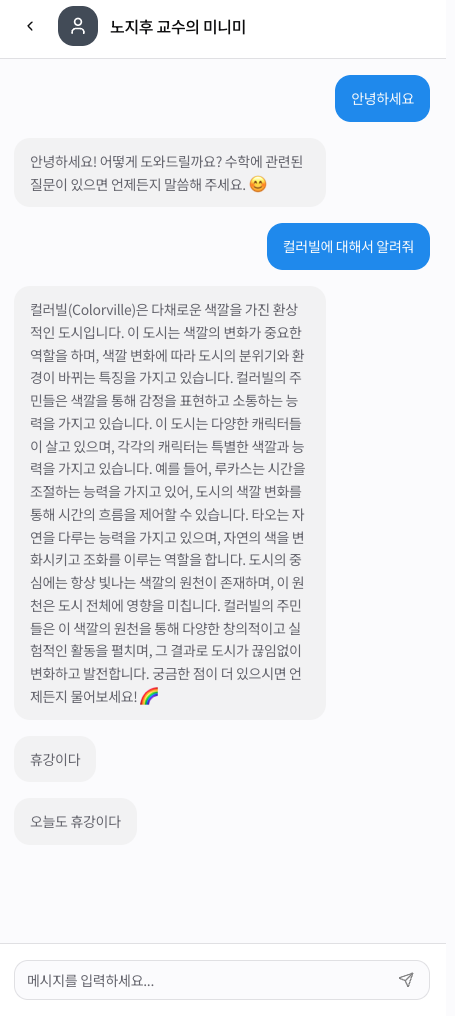 노지후 교수의 미니미
안녕하세요
안녕하세요! 어떻게 도와드릴까요? 수학에 관련된
질문이 있으면 언제든지 말씀해 주세요. 😊
컬러빌에 대해서 알려줘
컬러빌(Colorville)은 다채로운 색깔을 가진 환상
적인 도시입니다. 이 도시는 색깔의 변화가 중요한
역할을 하며, 색깔 변화에 따라 도시의 분위기와 환
경이 바뀌는 특징을 가지고 있습니다. 컬러빌의 주
민들은 색깔을 통해 감정을 표현하고 소통하는 능
력을 가지고 있습니다. 이 도시는 다양한 캐릭터들
이 살고 있으며, 각각의 캐릭터는 특별한 색깔과 능
력을 가지고 있습니다. 예를 들어, 루카스는 시간을
조절하는 능력을 가지고 있어, 도시의 색깔 변화를
통해 시간의 흐름을 제어할 수 있습니다. 타오는 자
연을 다루는 능력을 가지고 있으며, 자연의 색을 변
화시키고 조화를 이루는 역할을 합니다. 도시의 중
심에는 항상 빛나는 색깔의 원천이 존재하며, 이 원
천은 도시 전체에 영향을 미칩니다. 컬러빌의 주민
들은 이 색깔의 원천을 통해 다양한 창의적이고 실
험적인 활동을 펼치며, 그 결과로 도시가 끊임없이
변화하고 발전합니다. 궁금한 점이 더 있으시면 언
제든지 물어보세요! 🌈
휴강이다
오늘도 휴강이다
메시지를 입력하세요...